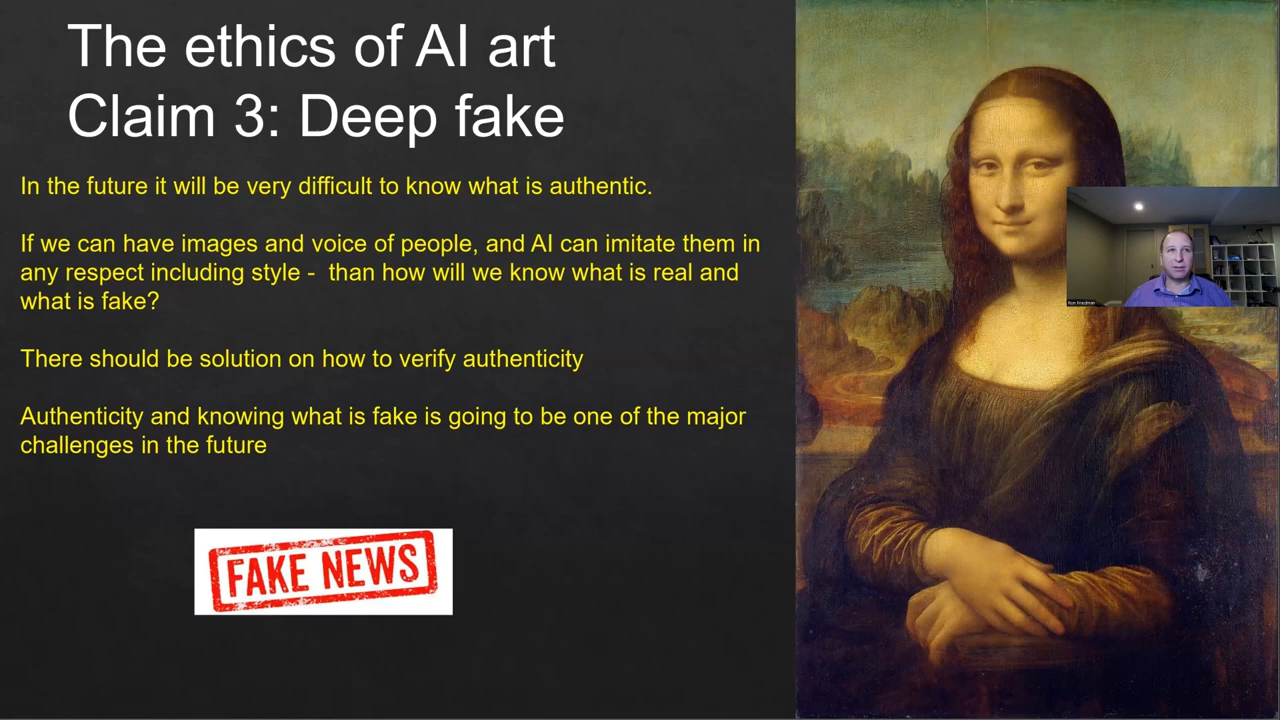 The ethics of AI art
Claim 3: Deep fake
In the future it will be very difficult to know what is authentic.
If we can have images and voice of people, and AI can imitate them in
any respect including style -  than how will we know what is real and
what is fake?
There should be solution on how to verify authenticity
Authenticity and knowing what is fake is going to be one of the major
challenges in the future
FAKE NEWS
Ron Friedman